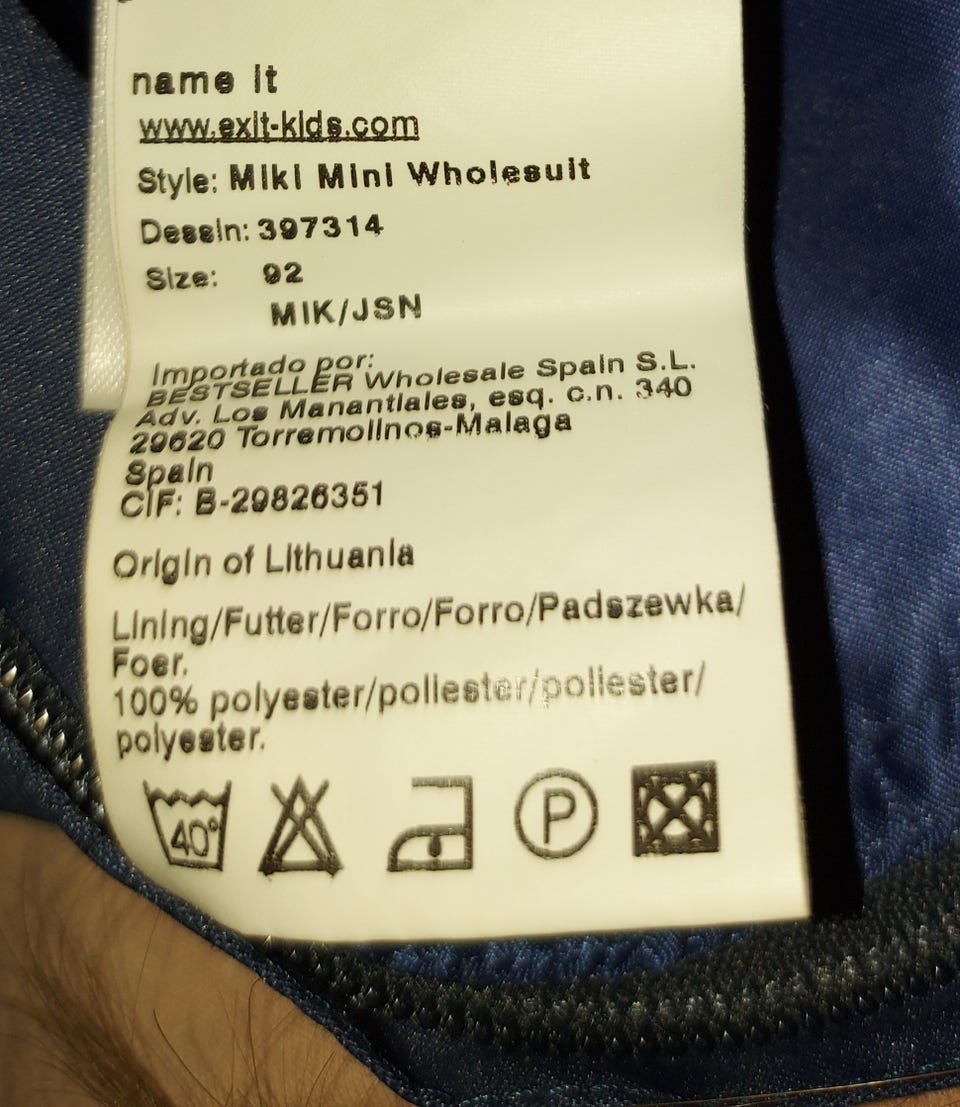 name it
www.exit-kids.com
Style: Miki Mini Wholesuit
Dessin: 397314
Size: 92
MIK/JSN
Importado por:
BESTSELLER Wholesale Spain S.L.
Adv. Los Manantiales, esq. c.n. 340
29620 Torremolinos-Malaga
Spain
CIF: B-29826351
Origin of Lithuania
Lining/Futter/Forro/Forro/Padszewka/
Foer.
100% polyester/poliester/poliester/
polyester.
40°
P